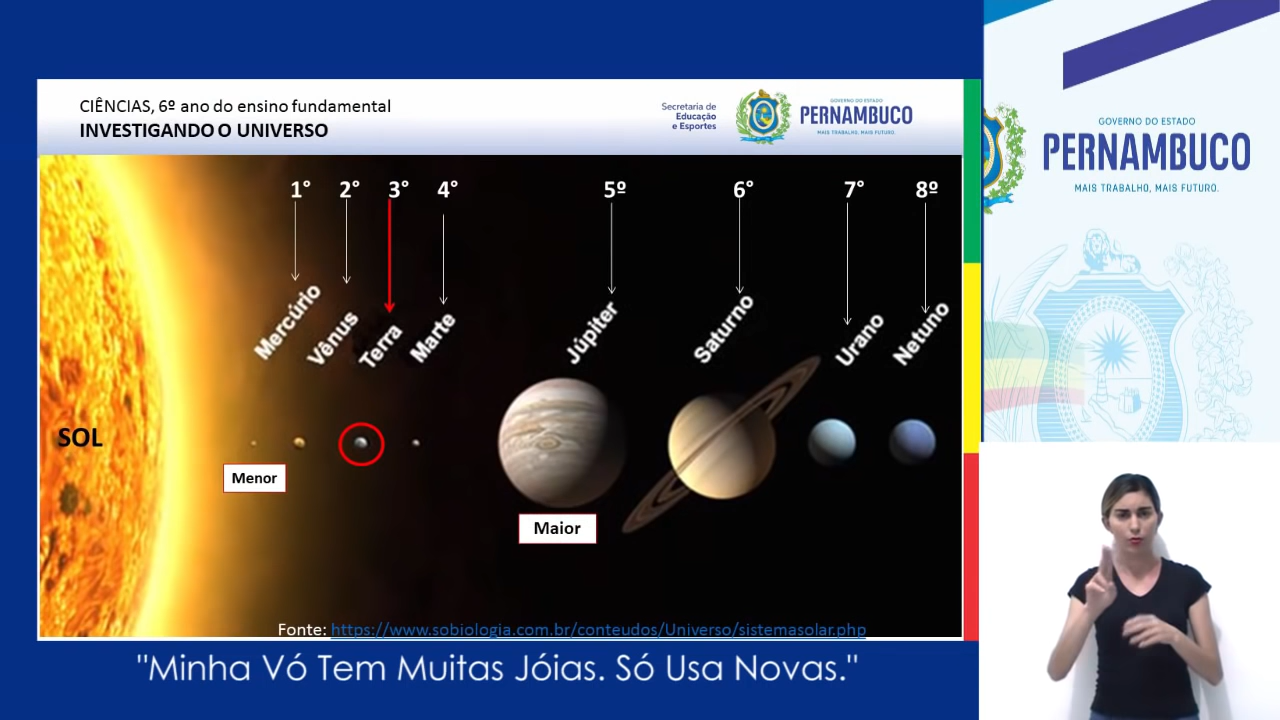 CIÊNCIAS, 6º ano do ensino fundamental
INVESTIGANDO O UNIVERSO
Secretaria de
Educação
e Esportes
GOVERNO DO ESTADO
PERNAMBUCO
MAIS TRABALHO, MAIS FUTURO.
GOVERNO DO ESTADO
PERNAMBUCO
MAIS TRABALHO, MAIS FUTURO.
1° 2° 3° 4° 5º 6° 7° 8º
Mercúrio Vênus Terra Marte Júpiter Saturno Urano Netuno
SOL
Menor
Maior
Fonte: https://www.sobiologia.com.br/conteudos/Universo/sistemasolar.php
"Minha Vó Tem Muitas Jóias. Só Usa Novas."